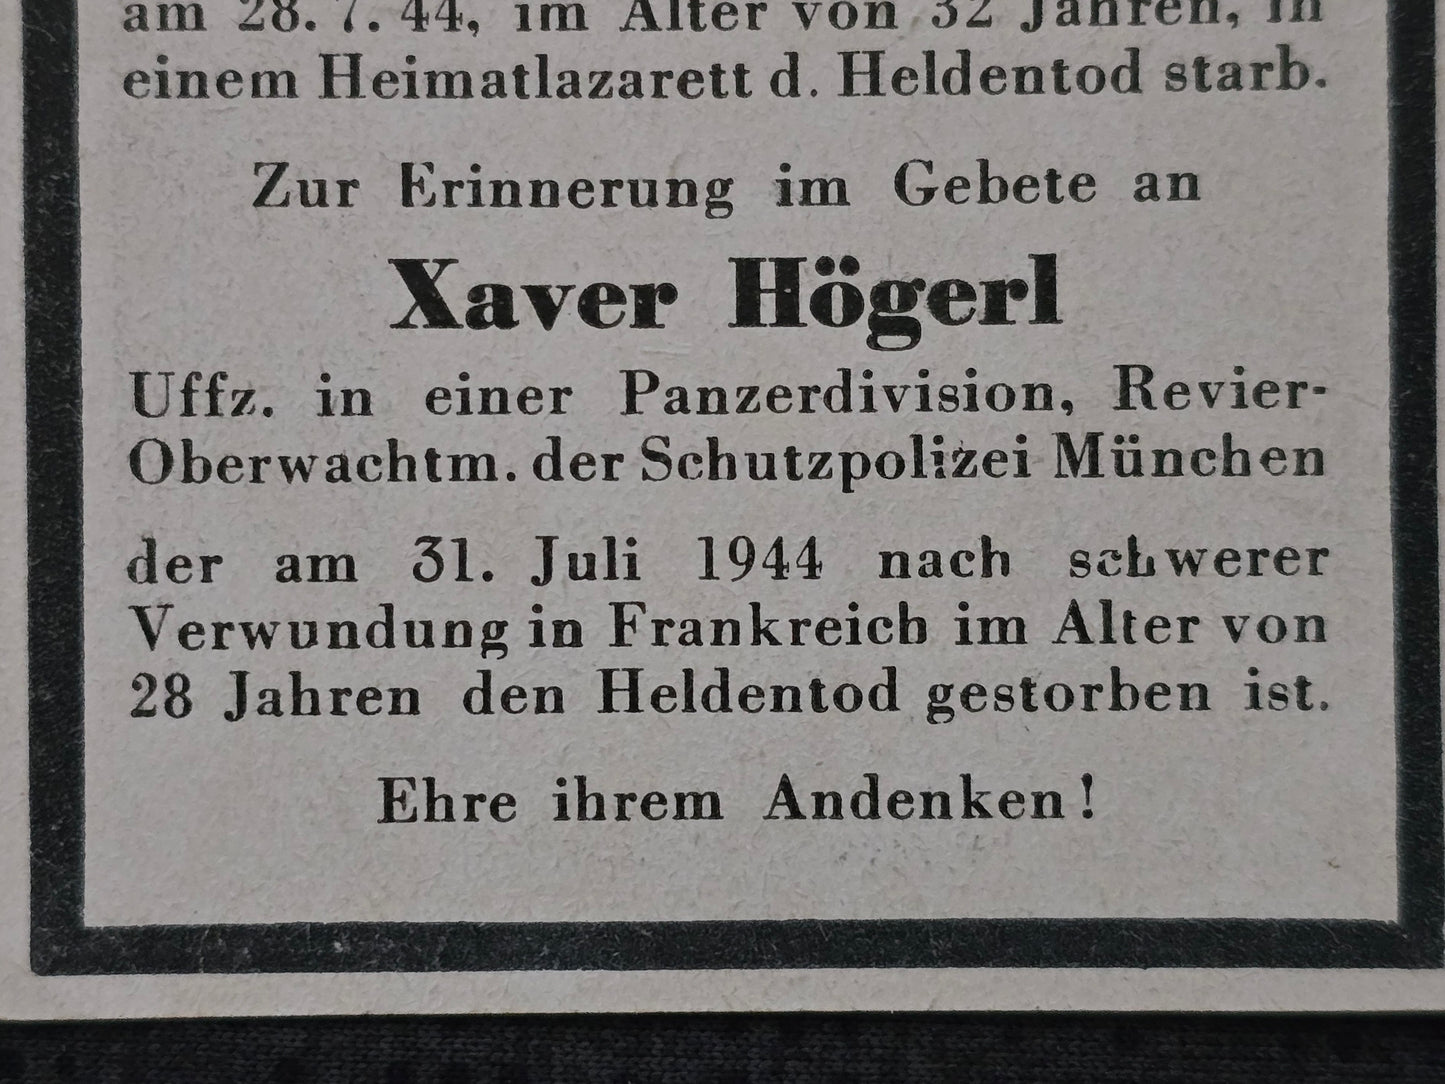 am 28. 7. 44, im Alter von 32 Jahren, in
einem Heimatlazarett d. Heldentod starb.
Zur Erinnerung im Gebete an
Xaver Högerl
Uffz. in einer Panzerdivision, Revier-
Oberwachtm. der Schutzpolizei München
der am 31. Juli 1944 nach schwerer
Verwundung in Frankreich im Alter von
28 Jahren den Heldentod gestorben ist.
Ehre ihrem Andenken!